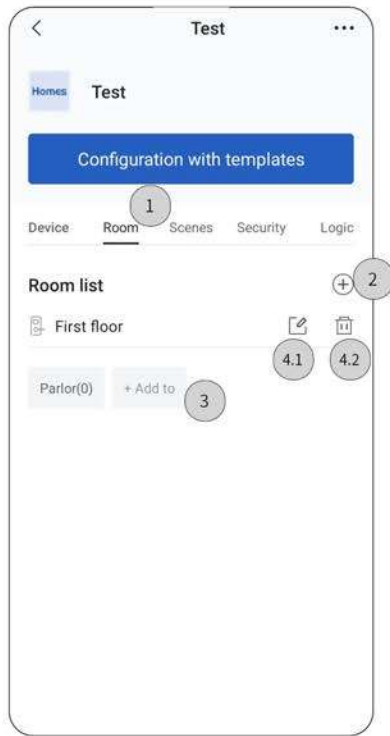 Test
Homes Test
Configuration with templates
1
Device Room Scenes Security Logic
Room list
2
First floor
4.1 4.2
Parlor(0) + Add to
3